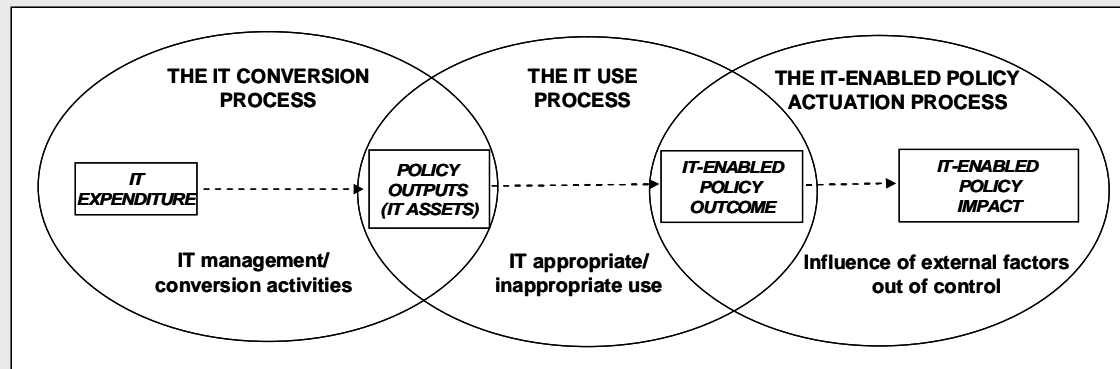 THE IT CONVERSION
PROCESS
THE IT USE
PROCESS
THE IT-ENABLED POLICY
ACTUATION PROCESS
IT
EXPENDITURE
POLICY
OUTPUTS
(IT ASSETS)
IT-ENABLED
POLICY
OUTCOME
IT-ENABLED
POLICY
IMPACT
IT management/
conversion activities
IT appropriate/
inappropriate use
Influence of external factors
out of control